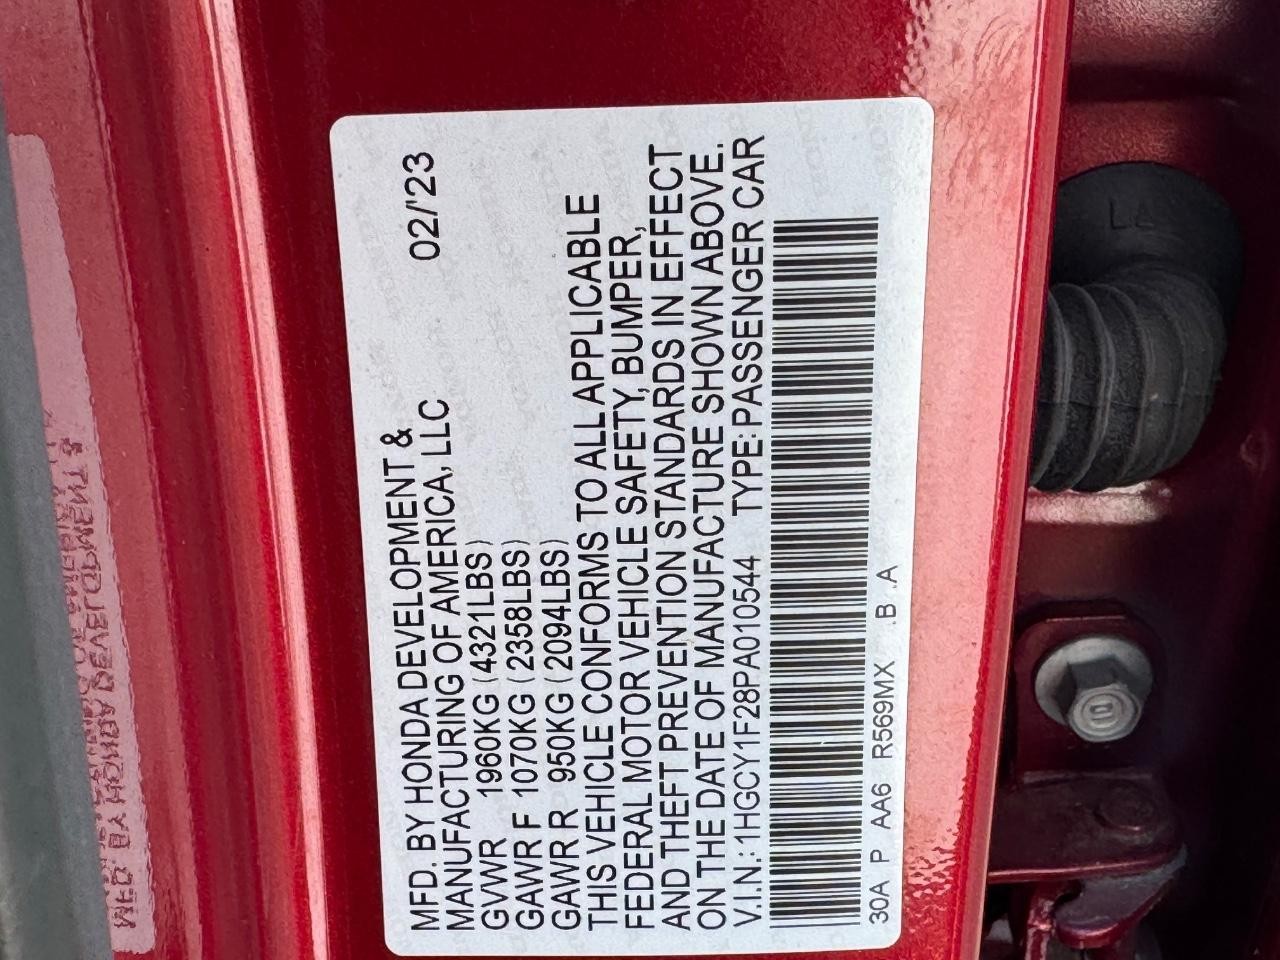 MFD. BY HONDA DEVELOPMENT & 02/'23
MANUFACTURING OF AMERICA, LLC
GVWR 1960KG (4321LBS)
GAWR F 1070KG (2358LBS)
GAWR R 950KG (2094LBS)
THIS VEHICLE CONFORMS TO ALL APPLICABLE
FEDERAL MOTOR VEHICLE SAFETY, BUMPER,
AND THEFT PREVENTION STANDARDS IN EFFECT
ON THE DATE OF MANUFACTURE SHOWN ABOVE.
V.I.N.: 1HGCY1F28PA010544 TYPE: PASSENGER CAR
30A P AA6 R569MX .B .A